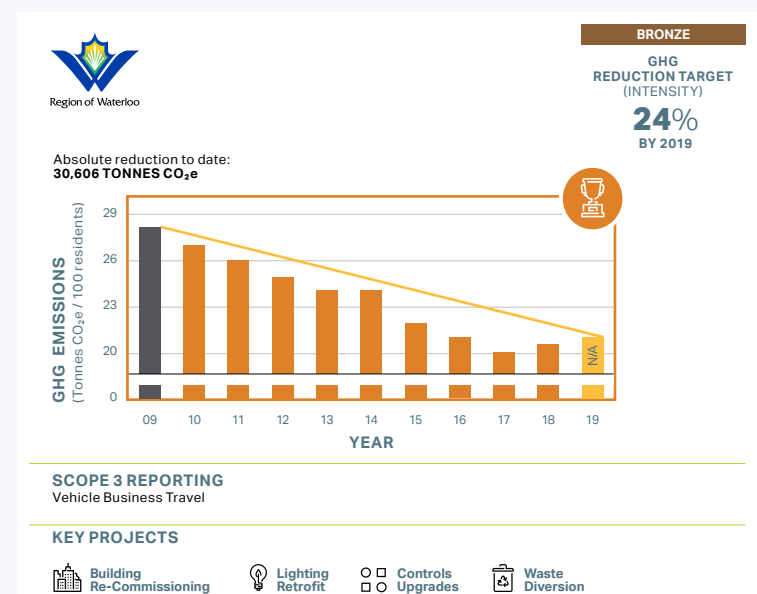 BRONZE
GHG
REDUCTION TARGET
(INTENSITY)
24%
BY 2019
Region of Waterloo
Absolute reduction to date:
30,606 TONNES CO₂e
GHG EMISSIONS
(Tonnes CO₂e / 100 residents)
29
26
23
20
0
N/A
09 10 11 12 13 14 15 16 17 18 19
YEAR
SCOPE 3 REPORTING
Vehicle Business Travel
KEY PROJECTS
Building
Re-Commissioning
Lighting
Retrofit
Controls
Upgrades
Waste
Diversion